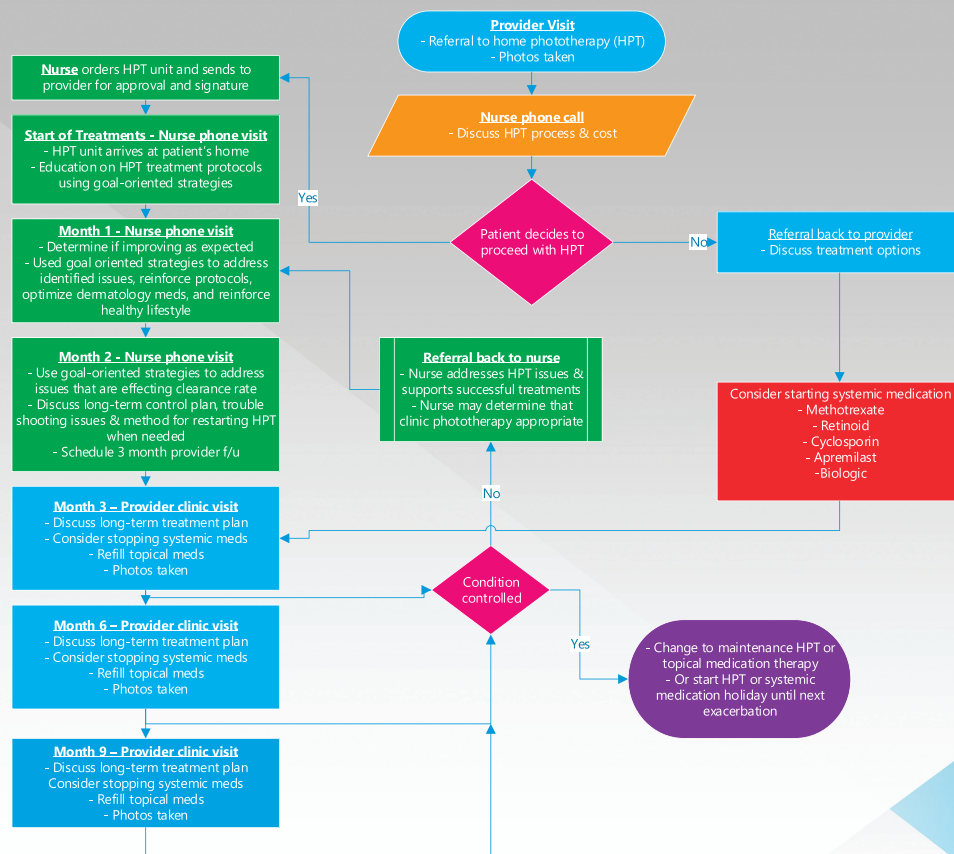 Provider Visit
- Referral to home phototherapy (HPT)
- Photos taken
Nurse phone call
- Discuss HPT process & cost
Patient decides to
proceed with HPT
Yes
No
Nurse orders HPT unit and sends to
provider for approval and signature
Start of Treatments - Nurse phone visit
- HPT unit arrives at patient's home
- Education on HPT treatment protocols
using goal-oriented strategies
Month 1 - Nurse phone visit
- Determine if improving as expected
- Used goal oriented strategies to address
identified issues, reinforce protocols,
optimize dermatology meds, and reinforce
healthy lifestyle
Month 2 - Nurse phone visit
- Use goal-oriented strategies to address
issues that are effecting clearance rate
- Discuss long-term control plan, trouble
shooting issues & method for restarting HPT
when needed
- Schedule 3 month provider f/u
Month 3 – Provider clinic visit
- Discuss long-term treatment plan
- Consider stopping systemic meds
- Refill topical meds
- Photos taken
Month 6 – Provider clinic visit
- Discuss long-term treatment plan
- Consider stopping systemic meds
- Refill topical meds
- Photos taken
Month 9 – Provider clinic visit
- Discuss long-term treatment plan
Consider stopping systemic meds
- Refill topical meds
- Photos taken
Referral back to provider
- Discuss treatment options
Consider starting systemic medication
- Methotrexate
- Retinoid
- Cyclosporin
- Apremilast
-Biologic
Referral back to nurse
- Nurse addresses HPT issues &
supports successful treatments
- Nurse may determine that
clinic phototherapy appropriate
No
Condition
controlled
Yes
- Change to maintenance HPT or
topical medication therapy
- Or start HPT or systemic
medication holiday until next
exacerbation